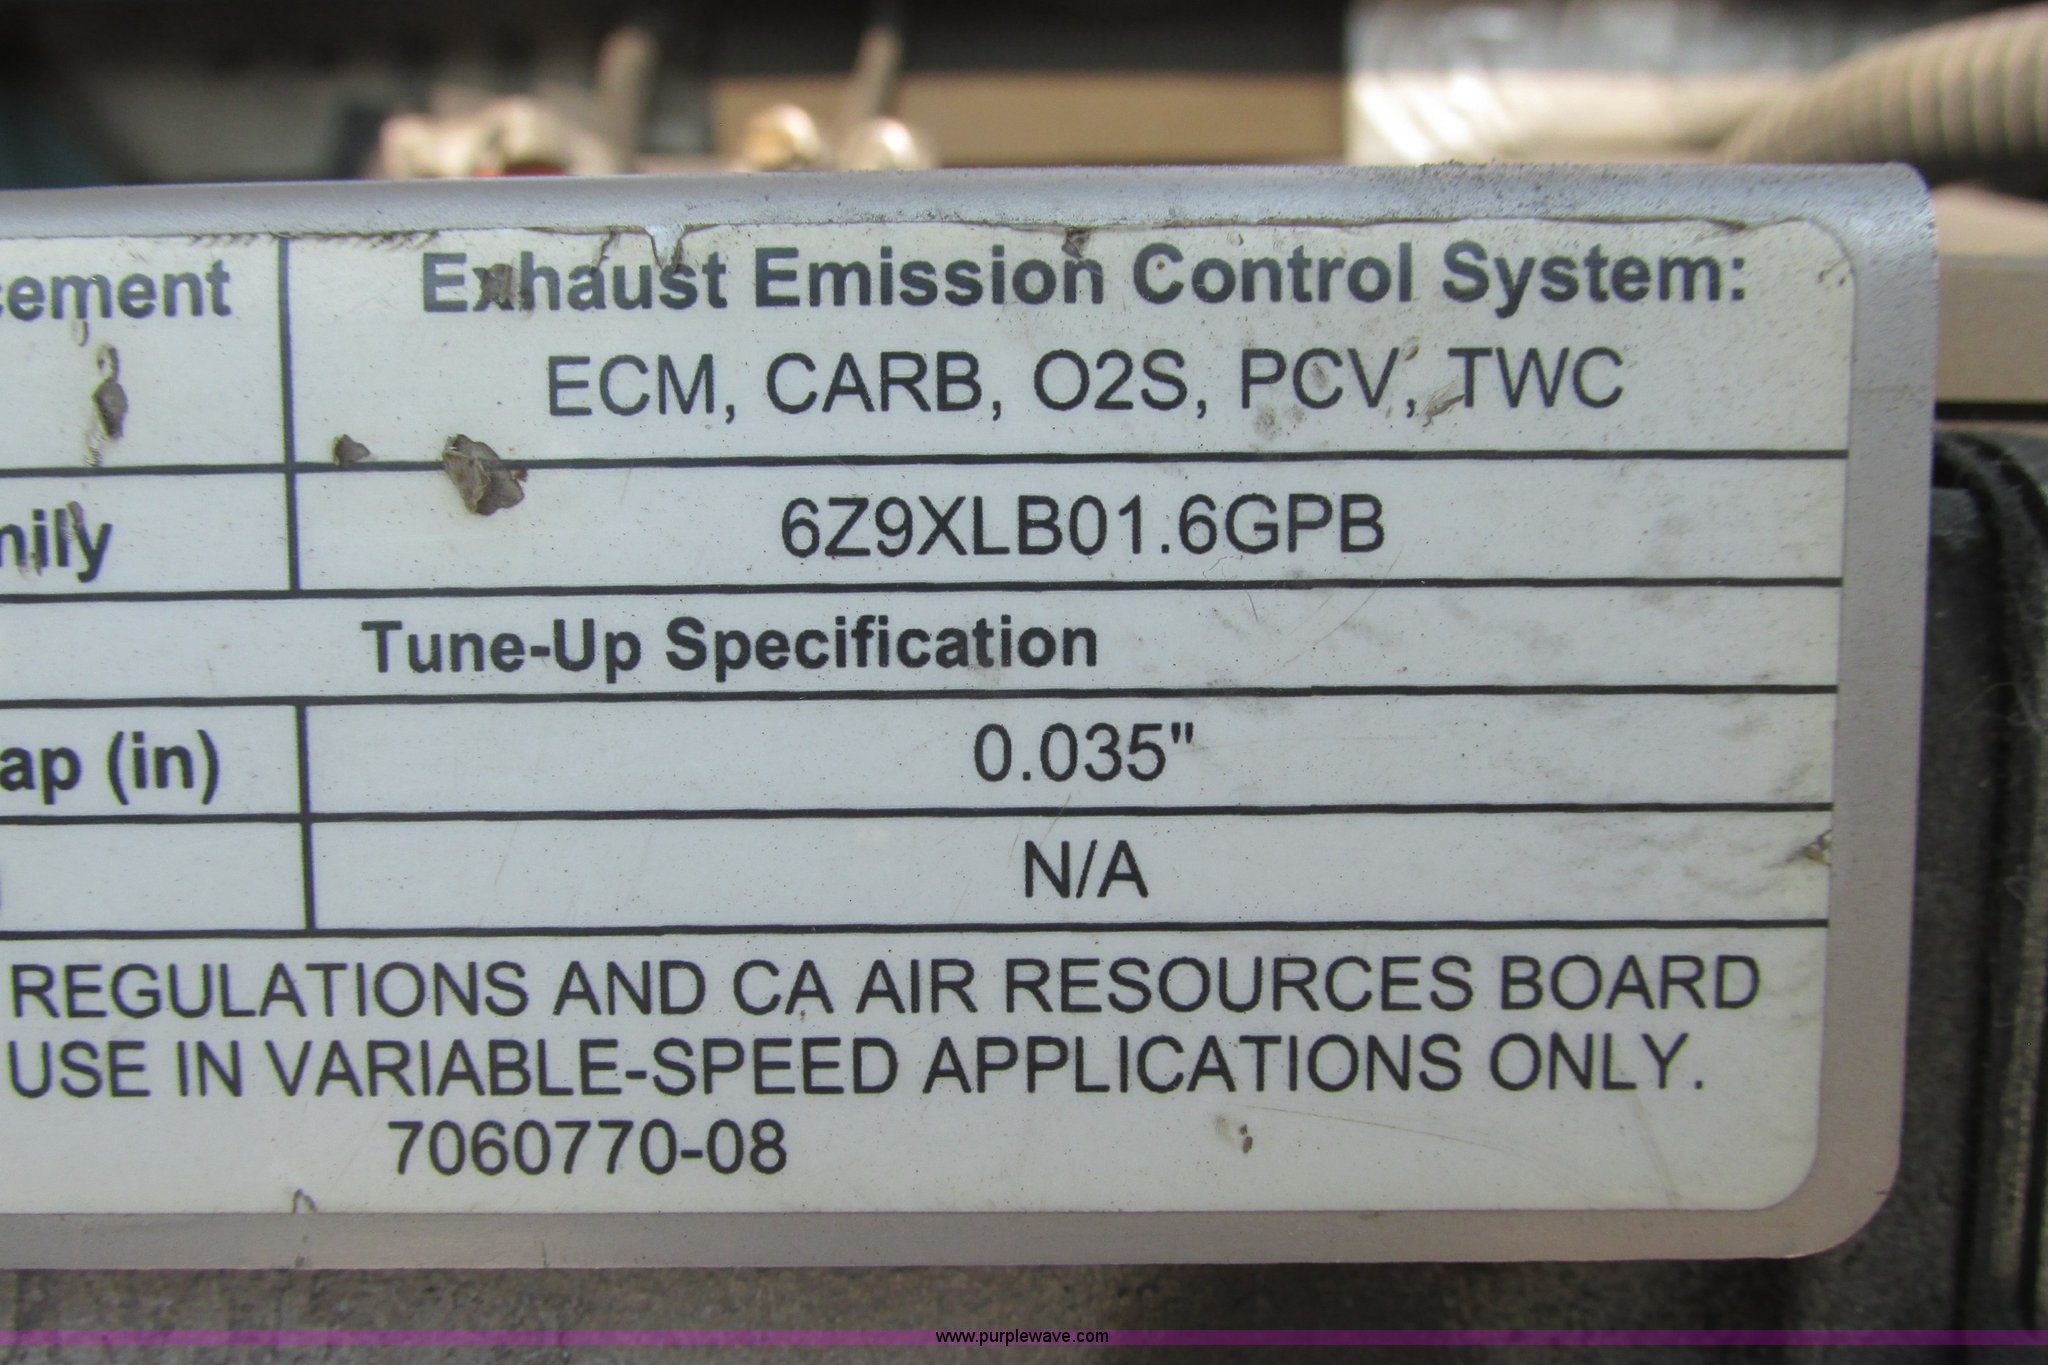 cement
Exhaust Emission Control System:
ECM, CARB, O2S, PCV, TWC
mily
6Z9XLB01.6GPB
Tune-Up Specification
ap (in)
0.035"
N/A
REGULATIONS AND CA AIR RESOURCES BOARD
USE IN VARIABLE-SPEED APPLICATIONS ONLY.
7060770-08
www.purplewave.com